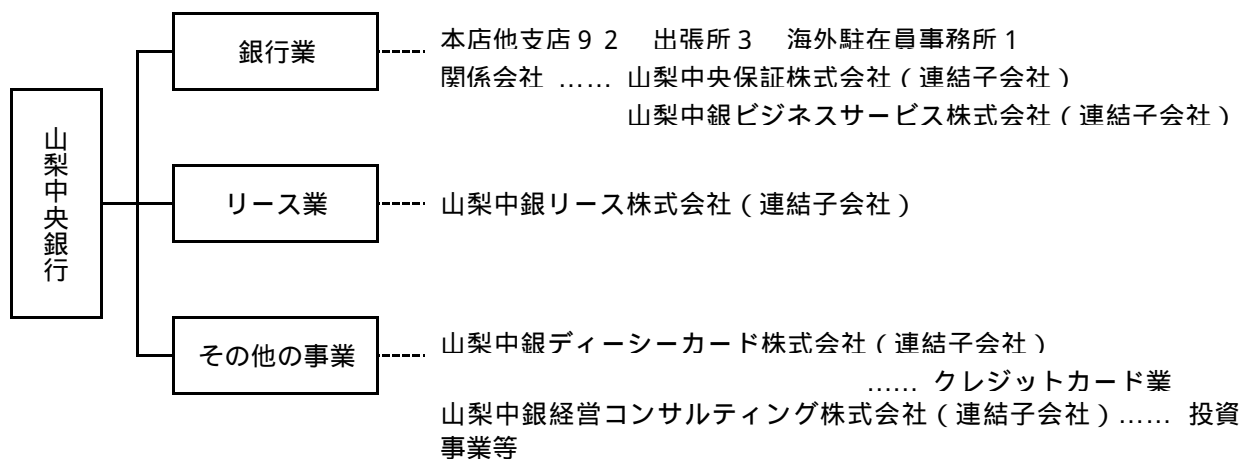 山梨中央銀行
銀行業
本店他支店92 出張所3 海外駐在員事務所1
関係会社 …… 山梨中央保証株式会社(連結子会社)
山梨中銀ビジネスサービス株式会社(連結子会社)
リース業
山梨中銀リース株式会社(連結子会社)
その他の事業
山梨中銀ディーシーカード株式会社(連結子会社)
…… クレジットカード業
山梨中銀経営コンサルティング株式会社(連結子会社)…… 投資
事業等